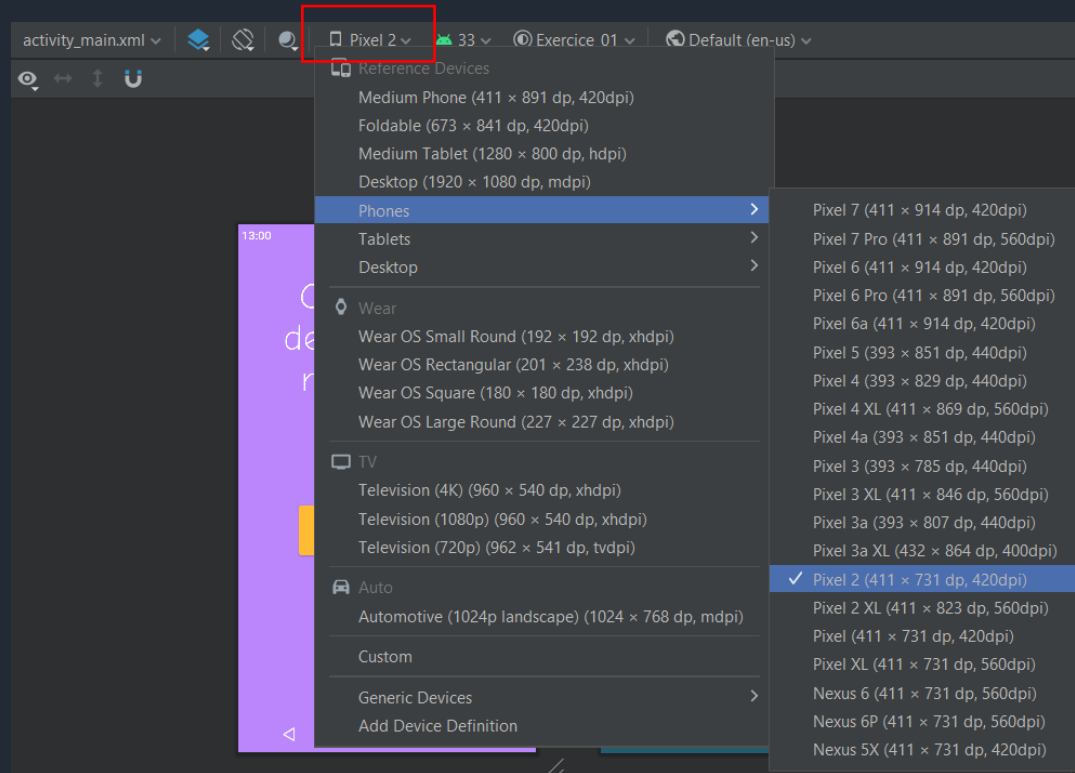 activity_main.xml
Pixel 2
33
Exercice 01
Default (en-us)
Reference Devices
Medium Phone (411 × 891 dp, 420dpi)
Foldable (673 × 841 dp, 420dpi)
Medium Tablet (1280 × 800 dp, hdpi)
Desktop (1920 × 1080 dp, mdpi)
Phones
Tablets
Desktop
Wear
Wear OS Small Round (192 × 192 dp, xhdpi)
Wear OS Rectangular (201 × 238 dp, xhdpi)
Wear OS Square (180 × 180 dp, xhdpi)
Wear OS Large Round (227 × 227 dp, xhdpi)
TV
Television (4K) (960 × 540 dp, xhdpi)
Television (1080p) (960 × 540 dp, xhdpi)
Television (720p) (962 × 541 dp, tvdpi)
Auto
Automotive (1024p landscape) (1024 × 768 dp, mdpi)
Custom
Generic Devices
Add Device Definition
Pixel 7 (411 × 914 dp, 420dpi)
Pixel 7 Pro (411 × 891 dp, 560dpi)
Pixel 6 (411 × 914 dp, 420dpi)
Pixel 6 Pro (411 × 891 dp, 560dpi)
Pixel 6a (411 × 914 dp, 420dpi)
Pixel 5 (393 × 851 dp, 440dpi)
Pixel 4 (393 × 829 dp, 440dpi)
Pixel 4 XL (411 × 869 dp, 560dpi)
Pixel 4a (393 × 851 dp, 440dpi)
Pixel 3 (393 × 785 dp, 440dpi)
Pixel 3 XL (411 × 846 dp, 560dpi)
Pixel 3a (393 × 807 dp, 440dpi)
Pixel 3a XL (432 × 864 dp, 400dpi)
Pixel 2 (411 × 731 dp, 420dpi)
Pixel 2 XL (411 × 823 dp, 560dpi)
Pixel (411 × 731 dp, 420dpi)
Pixel XL (411 × 731 dp, 560dpi)
Nexus 6 (411 × 731 dp, 560dpi)
Nexus 6P (411 × 731 dp, 560dpi)
Nexus 5X (411 × 731 dp, 420dpi)
13:00
de